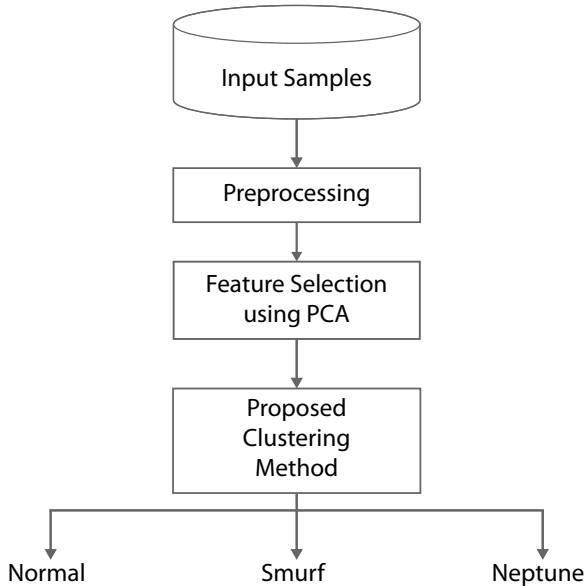 Input Samples
Preprocessing
Feature Selection
using PCA
Proposed
Clustering
Method
Normal
Smurf
Neptune